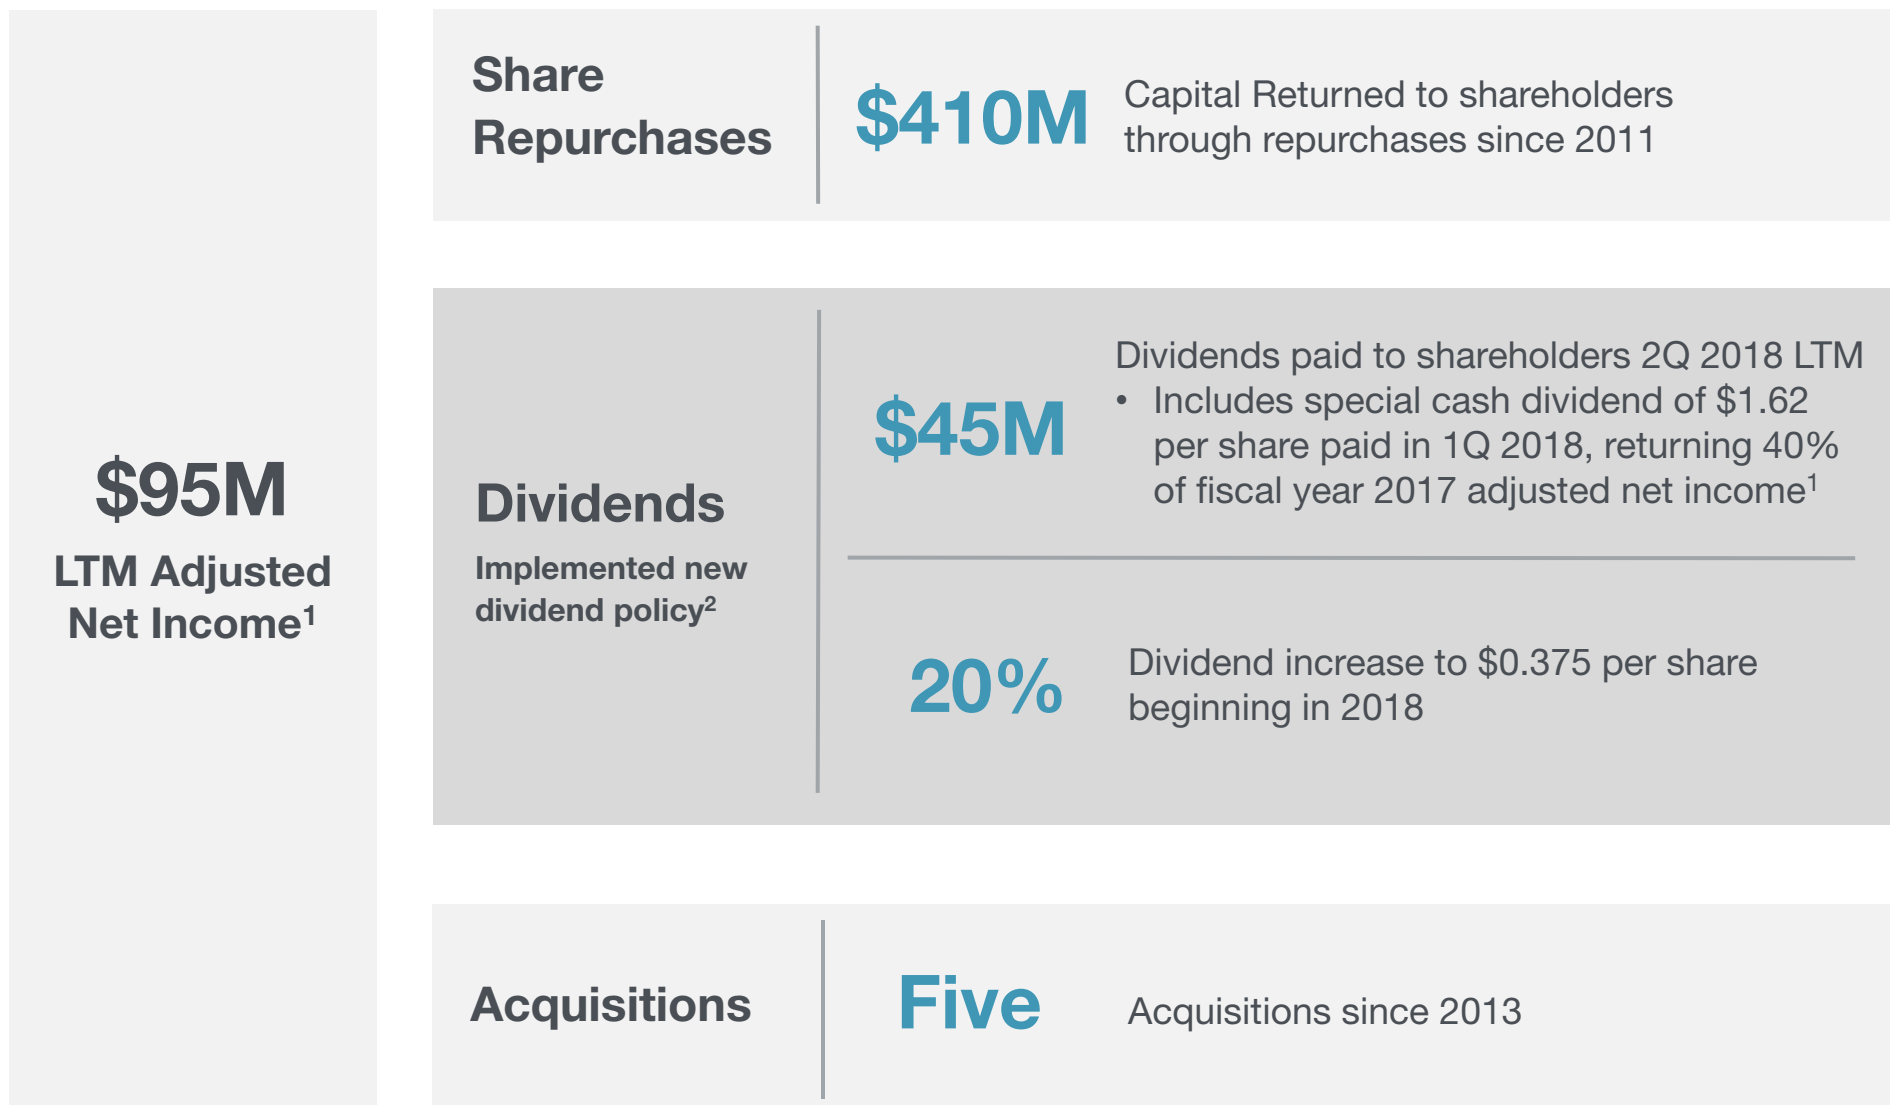 $95M
LTM Adjusted
Net Income¹
Share
Repurchases
$410M
Capital Returned to shareholders
through repurchases since 2011
Dividends
Implemented new
dividend policy²
$45M
Dividends paid to shareholders 2Q 2018 LTM
• Includes special cash dividend of $1.62
per share paid in 1Q 2018, returning 40%
of fiscal year 2017 adjusted net income¹
20%
Dividend increase to $0.375 per share
beginning in 2018
Acquisitions
Five
Acquisitions since 2013